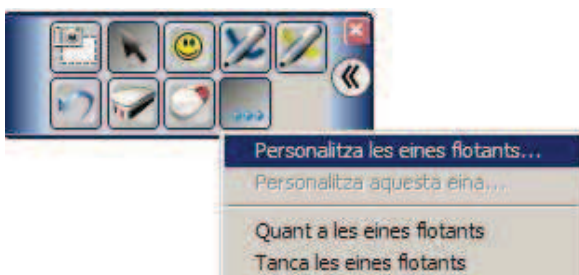 Personalitza les eines flotants...
Personalitza aquesta eina...
Quant a les eines flotants
Tanca les eines flotants